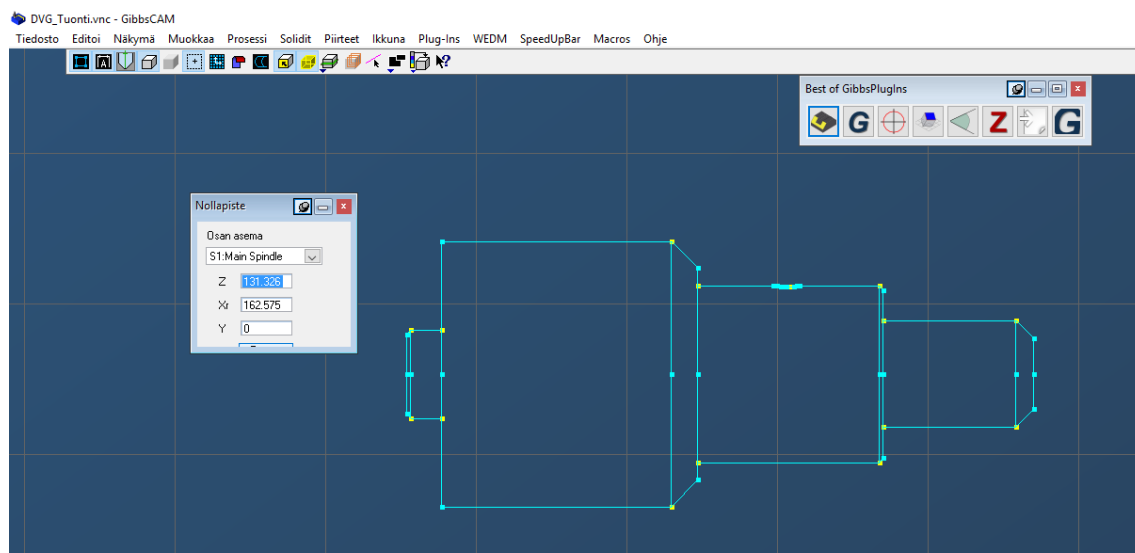 DVG_Tuonti.vnc - GibbsCAM
Tiedosto Editoi Näkymä Muokkaa Prosessi Solidit Piirteet Ikkuna Plug-Ins WEDM SpeedUpBar Macros Ohje
Best of GibbsPlugIns
G Z G
Nollapiste
Osan asema
S1:Main Spindle
Z 131.326
Xr 162.575
Y 0